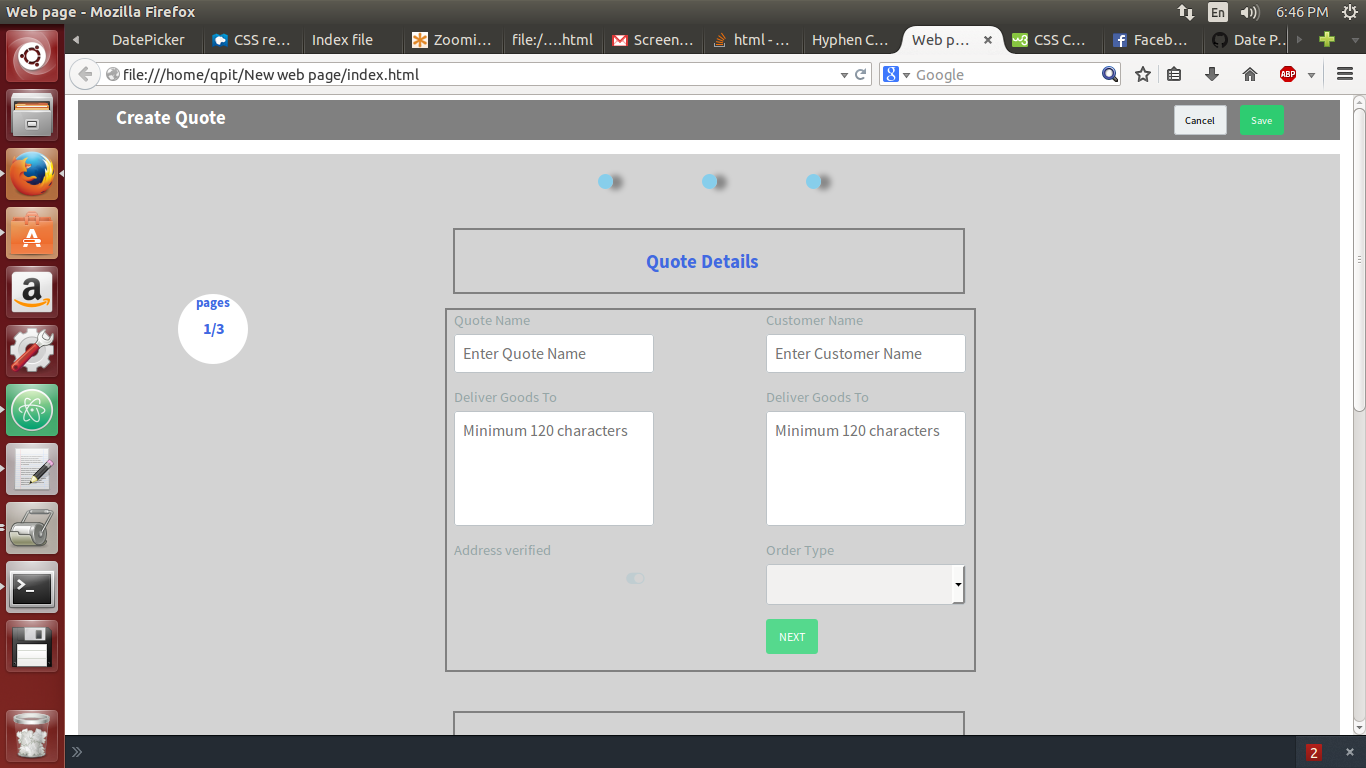 Web page - Mozilla Firefox
En
6:46 PM
DatePicker
CSS re...
Index file
Zoomi...
file:/....html
Screen...
html - ...
Hyphen C...
Web p...
CSS C...
Faceb...
Date P...
file:///home/qpit/New web page/index.html
Google
ABP
Create Quote
Cancel
Save
Quote Details
pages
1/3
Quote Name
Customer Name
Enter Quote Name
Enter Customer Name
Deliver Goods To
Deliver Goods To
Minimum 120 characters
Minimum 120 characters
Address verified
Order Type
NEXT
2